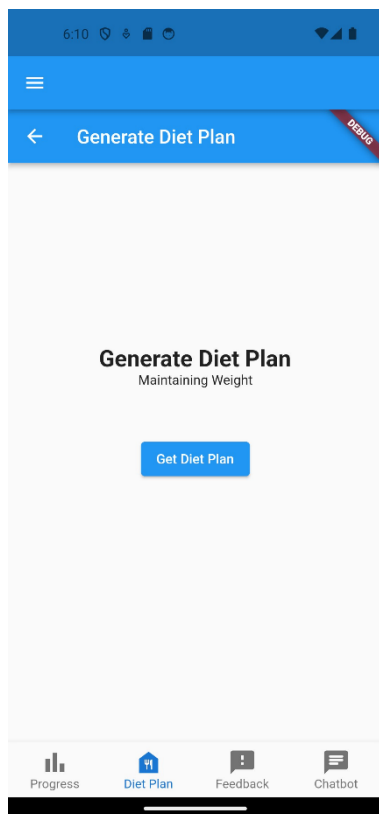 6:10
DEBUG
Generate Diet Plan
Generate Diet Plan
Maintaining Weight
Get Diet Plan
Progress Diet Plan Feedback Chatbot